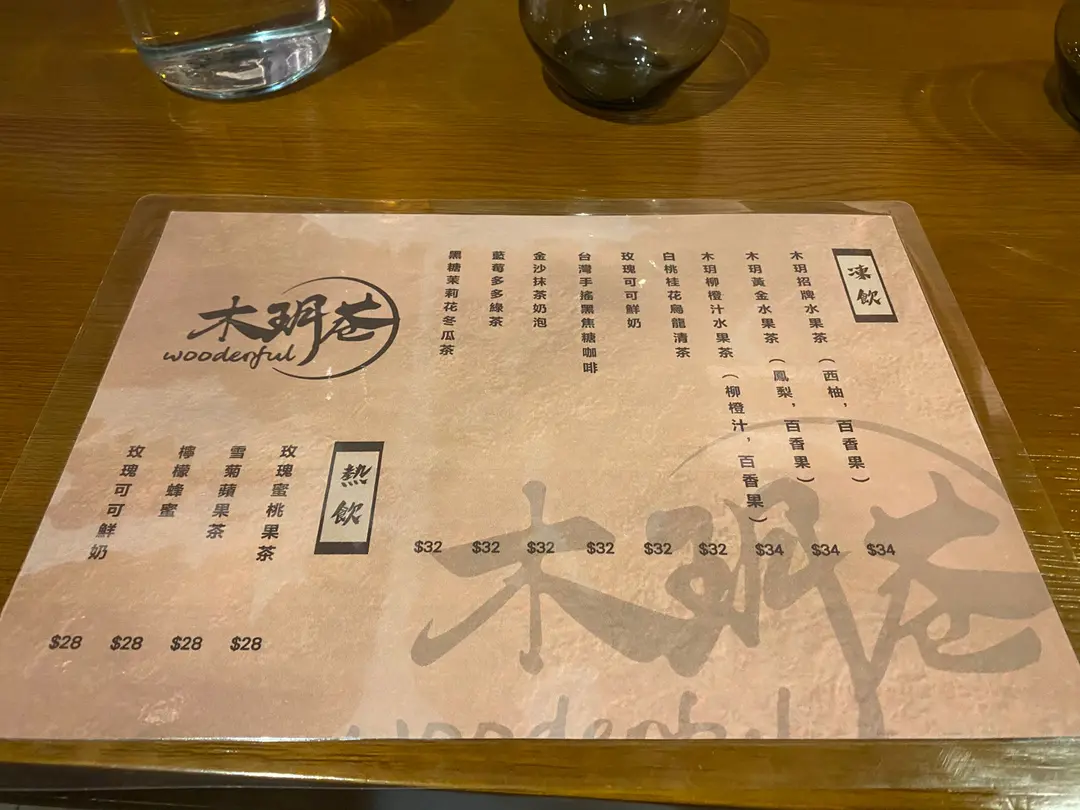 凍飲
木玥招牌水果茶（西柚，百香果） $34
木玥黃金水果茶（鳳梨，百香果） $34
木玥柳橙汁水果茶（柳橙汁，百香果） $34
白桃桂花烏龍清茶 $32
玫瑰可可鮮奶 $32
台灣手搖黑焦糖咖啡 $32
金沙抹茶奶泡 $32
藍莓多多綠茶 $32
黑糖茉莉花冬瓜茶 $32
木玥巷
wooderful
熱飲
玫瑰蜜桃果茶 $28
雪菊蘋果茶 $28
檸檬蜂蜜 $28
玫瑰可可鮮奶 $28
木玥巷
wooderful